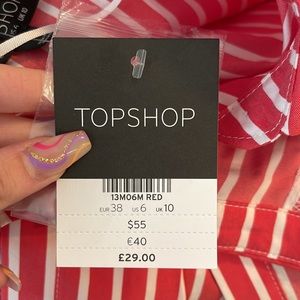 TOPSHOP
13M06M RED
EUR 38 US 6 UK 10
$55
€40
£29.00